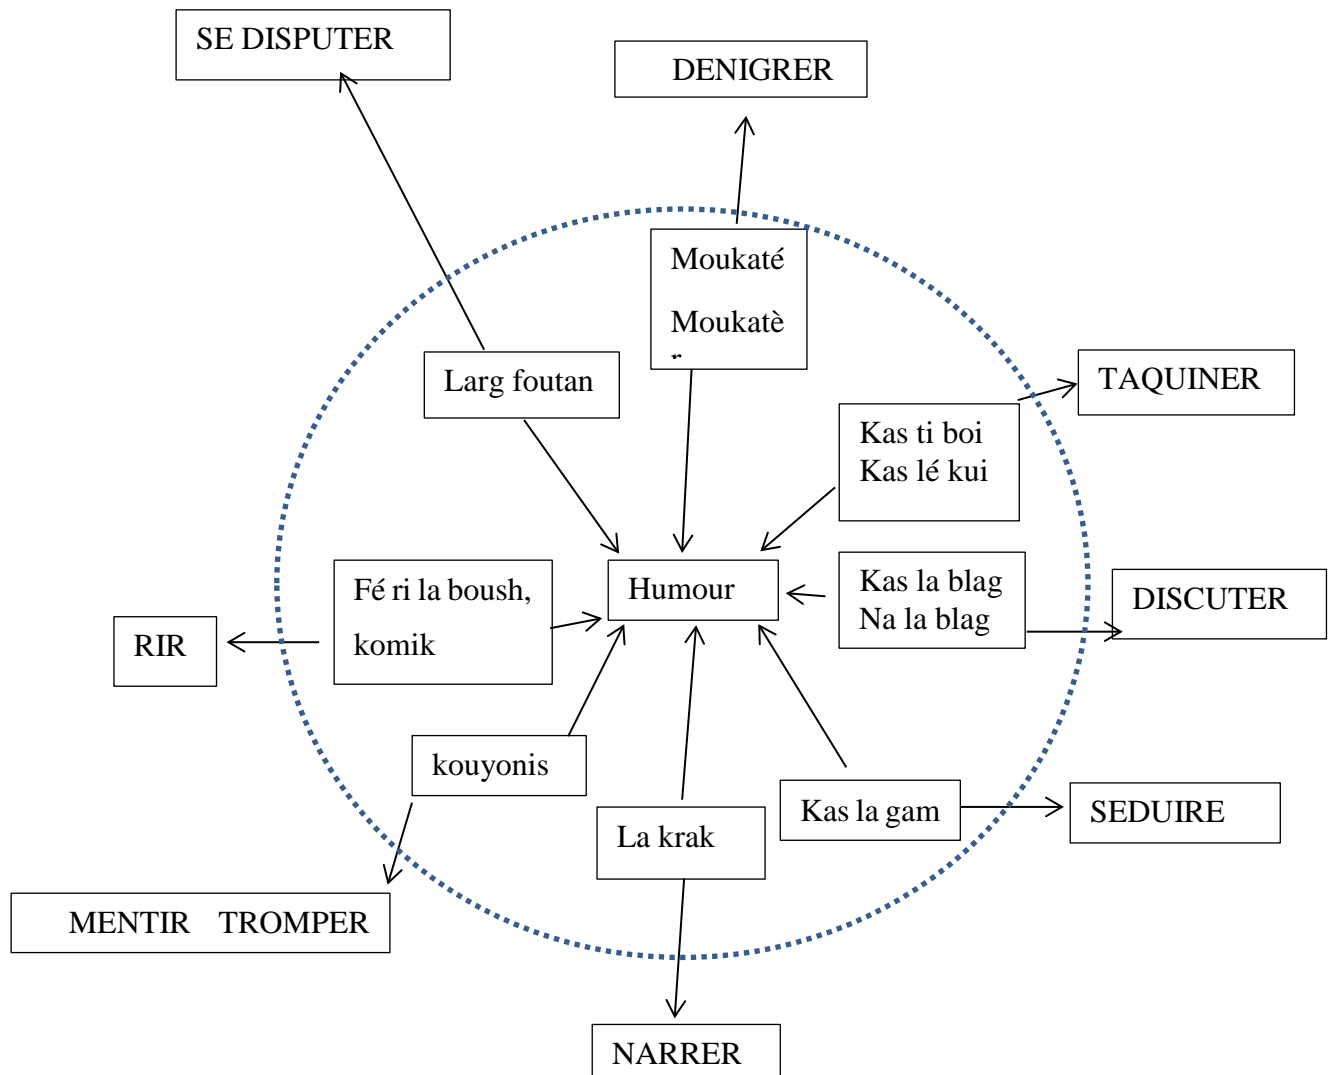 SE DISPUTER
DENIGRER
Moukaté
Moukatè
r
Larg foutan
TAQUINER
Kas ti boi
Kas lé kui
Fé ri la boush,
komik
Humour
Kas la blag
Na la blag
DISCUTER
RIR
kouyonis
La krak
Kas la gam
SEDUIRE
MENTIR TROMPER
NARRER